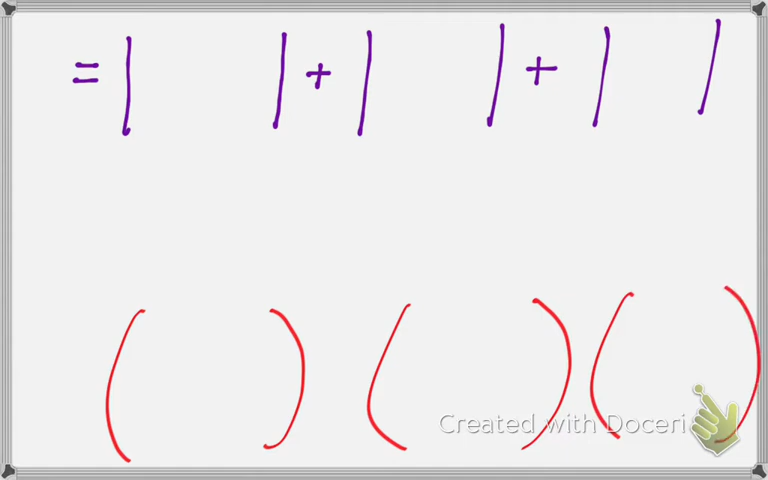 = |    | + |    | + |    |
(    ) (    ) (    )
Created with Doceri